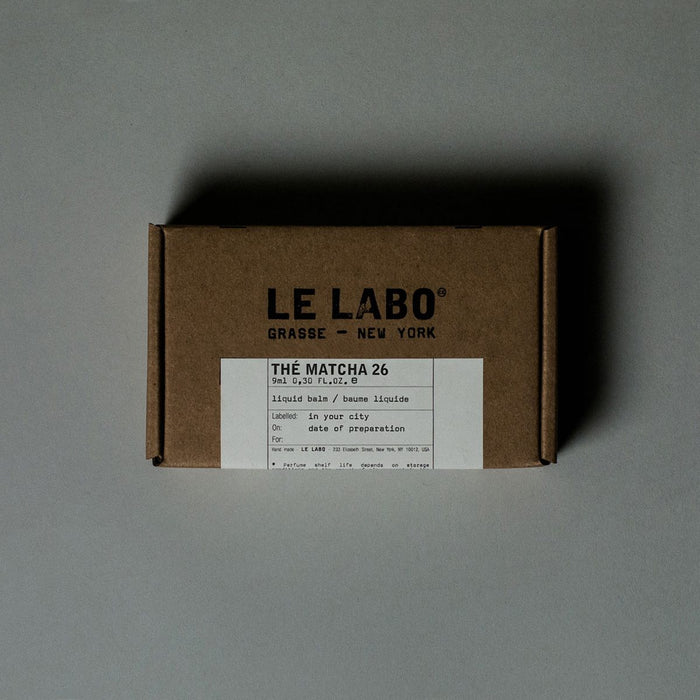 LE LABO
GRASSE — NEW YORK
THÉ MATCHA 26
9ml 0,30 FL.OZ. e
liquid balm / baume liquide
Labelled: in your city
On: date of preparation
For:
Hand made - LE LABO - 233 Elizabeth Street, New York, NY 10012, USA
* Perfume shelf life depends on storage